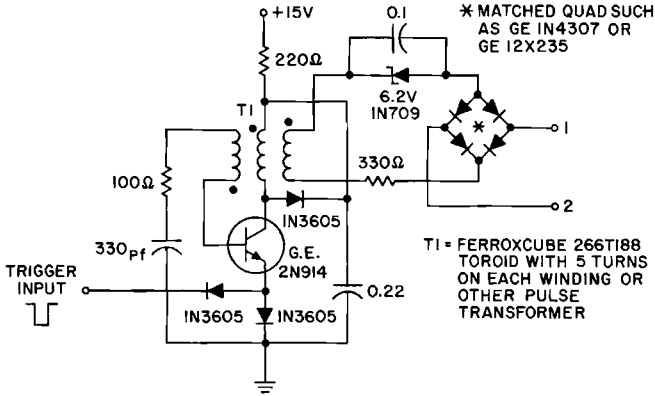 +15V
0.1
* MATCHED QUAD SUCH
AS GE IN4307 OR
GE 12X235
220Ω
6.2V
IN709
T1
*
1
330Ω
2
100Ω
IN3605
G.E.
2N914
330Pf
T1 = FERROXCUBE 266T188
TOROID WITH 5 TURNS
ON EACH WINDING OR
OTHER PULSE
TRANSFORMER
TRIGGER
INPUT
0.22
IN3605
IN3605